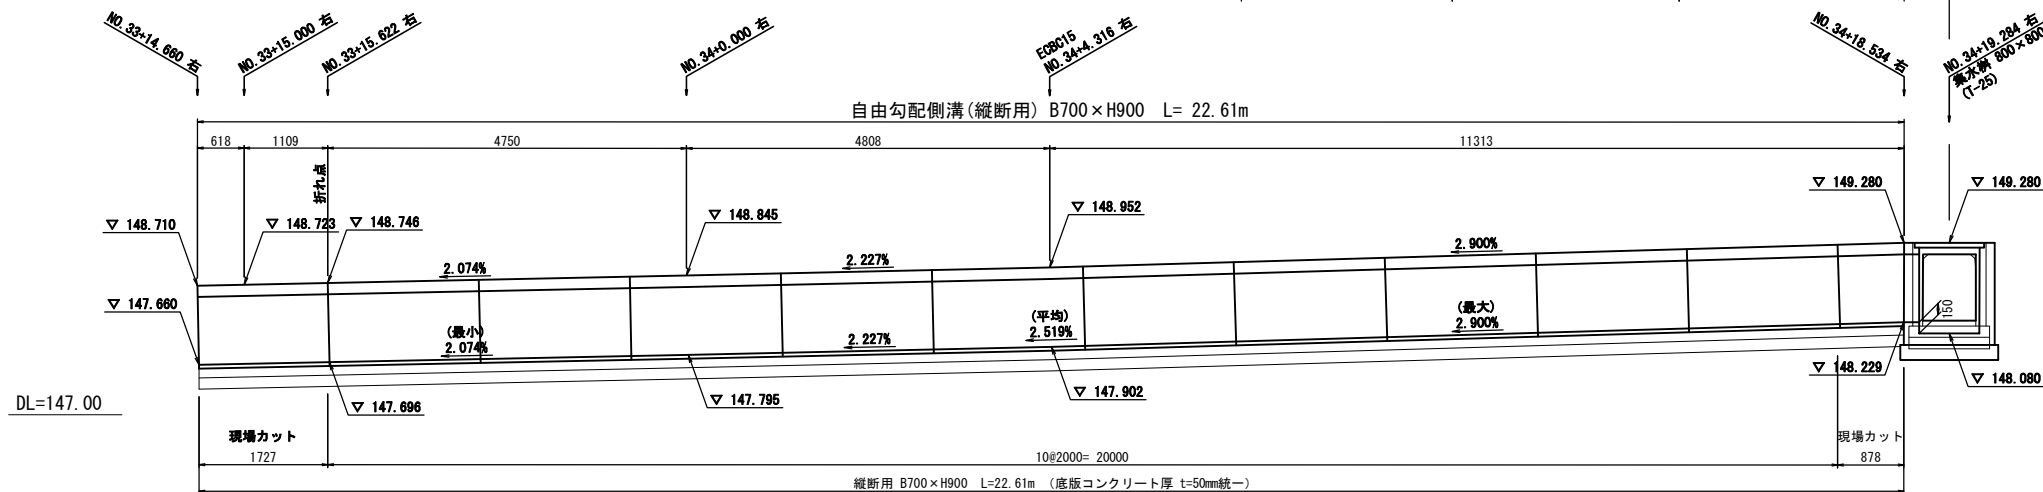 NO.33+14.660 右
NO.33+15.000 右
NO.33+15.622 右
NO.34+0.000 右
ECBC15
NO.34+4.316 右
NO.34+18.534 右
NO.34+19.284 右
集水桝 800×800
(T-25)
自由勾配側溝(縦断用) B700×H900 L= 22.61m
618
1109
4750
4808
11313
折れ点
▽ 148.710
▽ 148.723
▽ 148.746
▽ 148.845
▽ 148.952
▽ 149.280
▽ 149.280
2.074%
2.227%
2.900%
▽ 147.660
(最小)
2.074%
2.227%
(平均)
2.519%
(最大)
2.900%
150
▽ 147.696
▽ 147.795
▽ 147.902
▽ 148.229
▽ 148.080
DL=147.00
現場カット
1727
10@2000= 20000
現場カット
878
縦断用 B700×H900 L=22.61m (底版コンクリート厚 t=50mm統一)